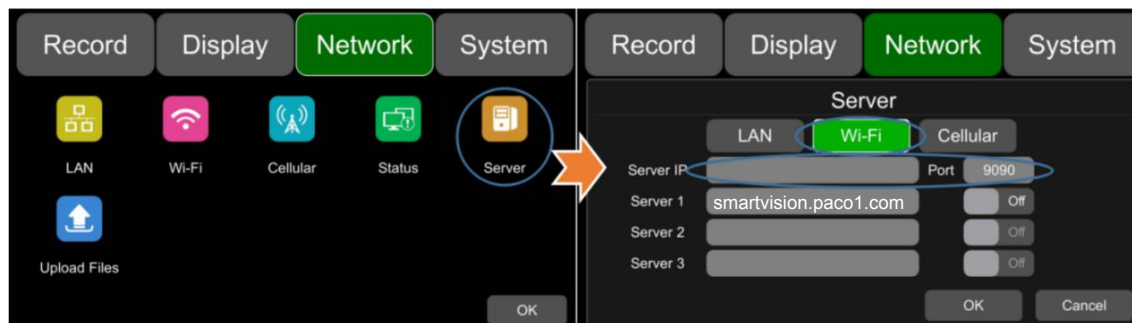 Record Display Network System
LAN Wi-Fi Cellular Status Server
Upload Files
OK
Record Display Network System
Server
LAN Wi-Fi Cellular
Server IP Port 9090
Server 1 smartvision.paco1.com Off
Server 2 Off
Server 3 Off
OK Cancel